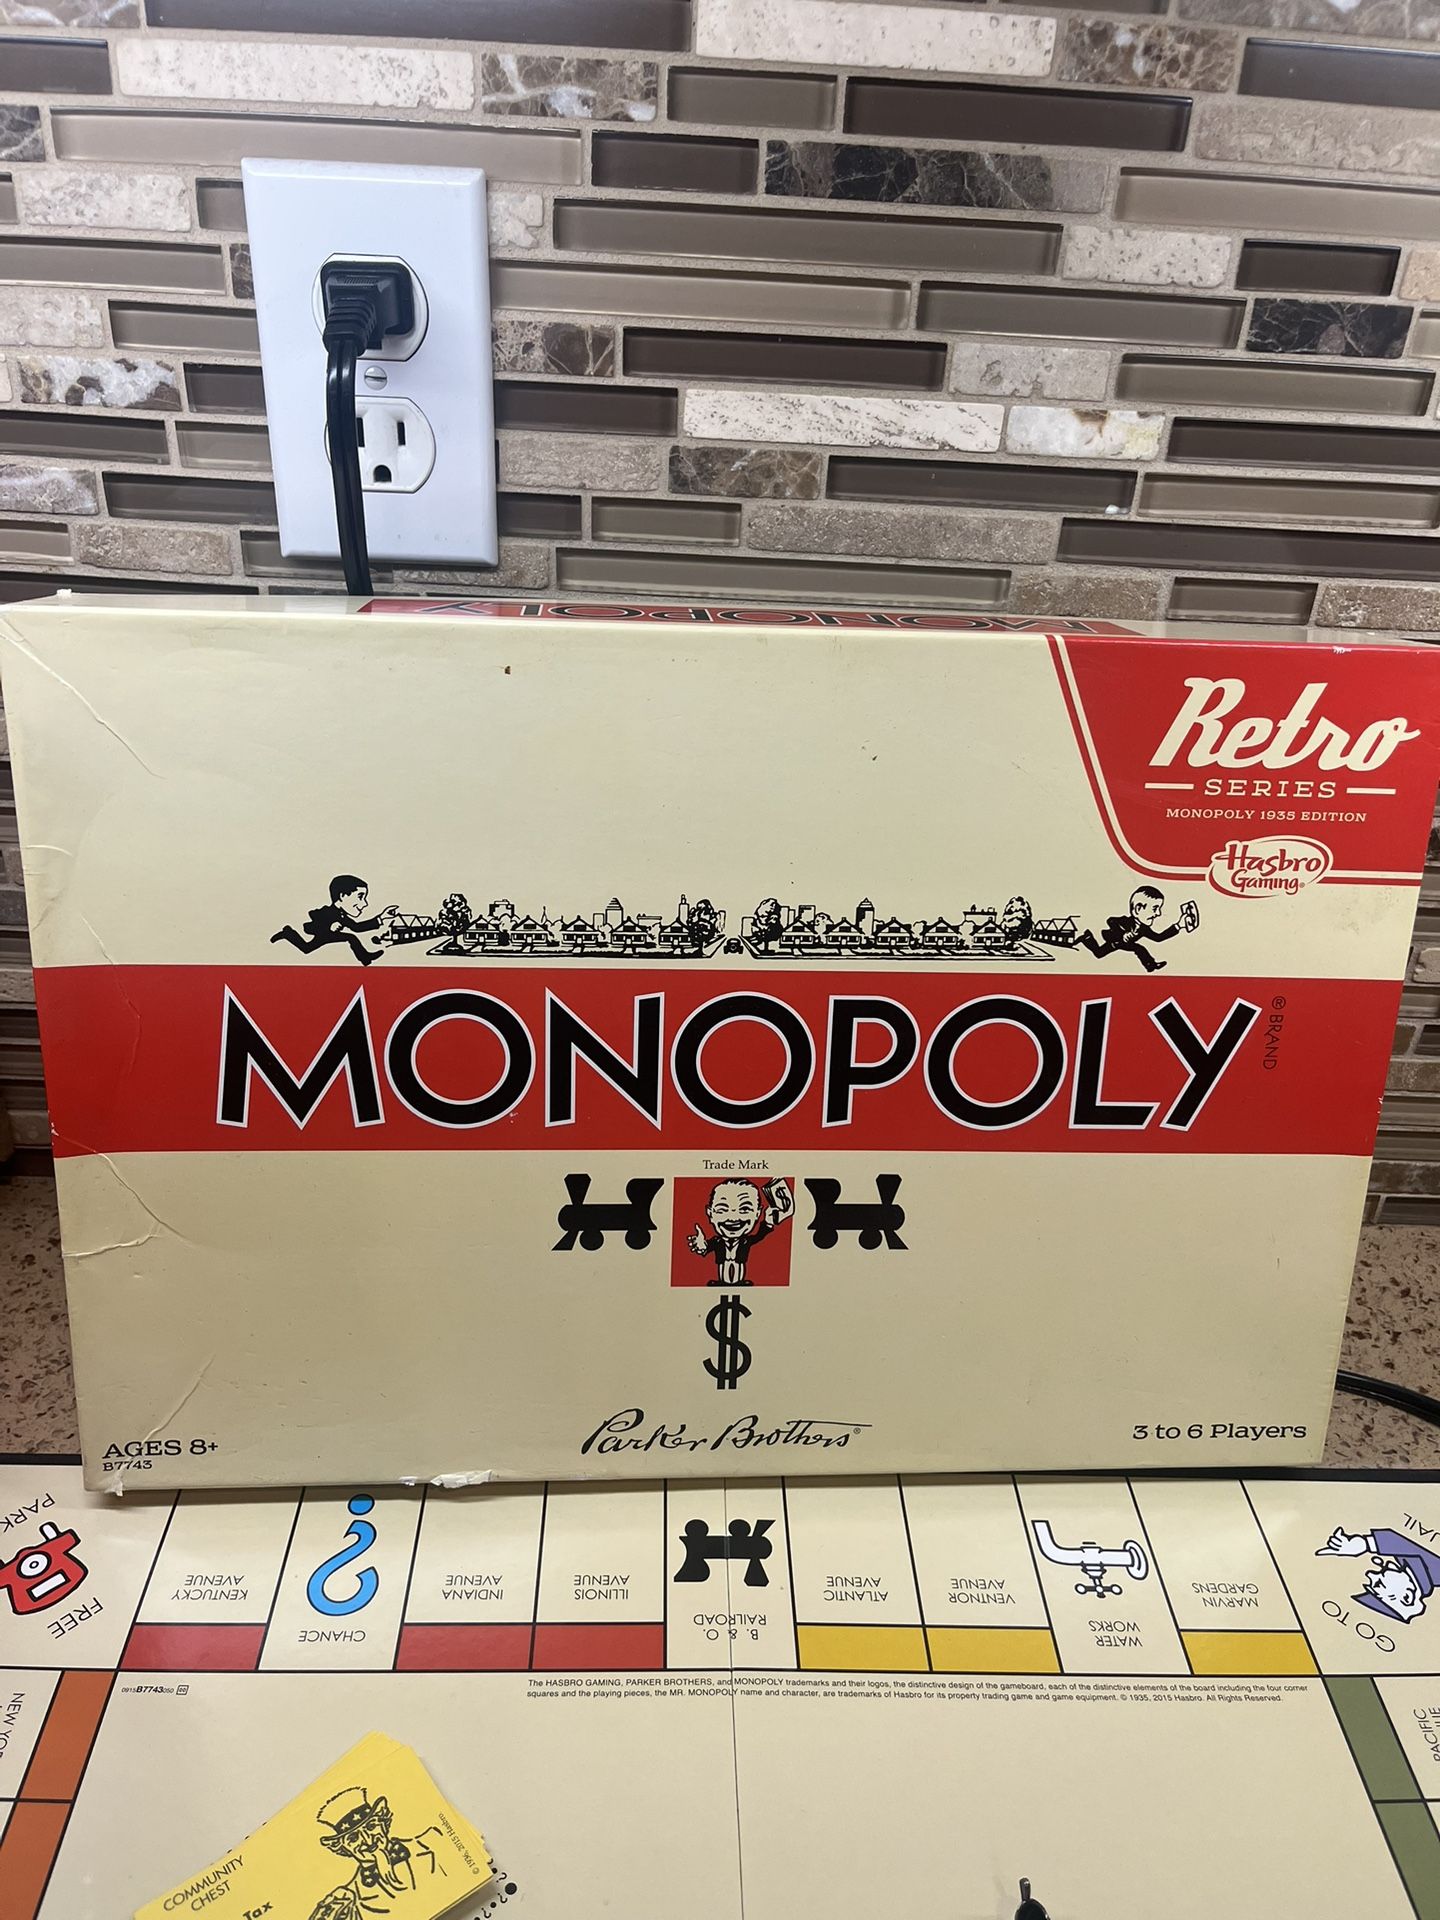 MONOPOLY
Retro
SERIES
MONOPOLY 1935 EDITION
Hasbro
Gaming
MONOPOLY
® BRAND
Trade Mark
$
$
Parker Brothers®
AGES 8+
B7743
3 to 6 Players
FREE
PARK
KENTUCKY
AVENUE
CHANCE
?
INDIANA
AVENUE
ILLINOIS
AVENUE
B. & O.
RAILROAD
ATLANTIC
AVENUE
VENTNOR
AVENUE
WATER
WORKS
MARVIN
GARDENS
GO TO
JAIL
0915B7743050
The HASBRO GAMING, PARKER BROTHERS, and MONOPOLY trademarks and their logos, the distinctive design of the gameboard, each of the distinctive elements of the board including the four corner
squares and the playing pieces, the MR. MONOPOLY name and character, are trademarks of Hasbro for its property trading game and game equipment. © 1935, 2015 Hasbro. All Rights Reserved.
NEW YO
PACIFIC
COMMUNITY
CHEST
Tax
© 1936, 2015 Hasbro.